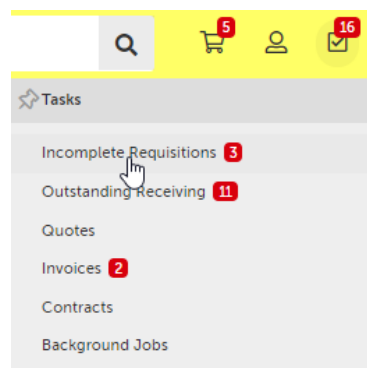 5 16
Tasks
Incomplete Requisitions 3
Outstanding Receiving 11
Quotes
Invoices 2
Contracts
Background Jobs